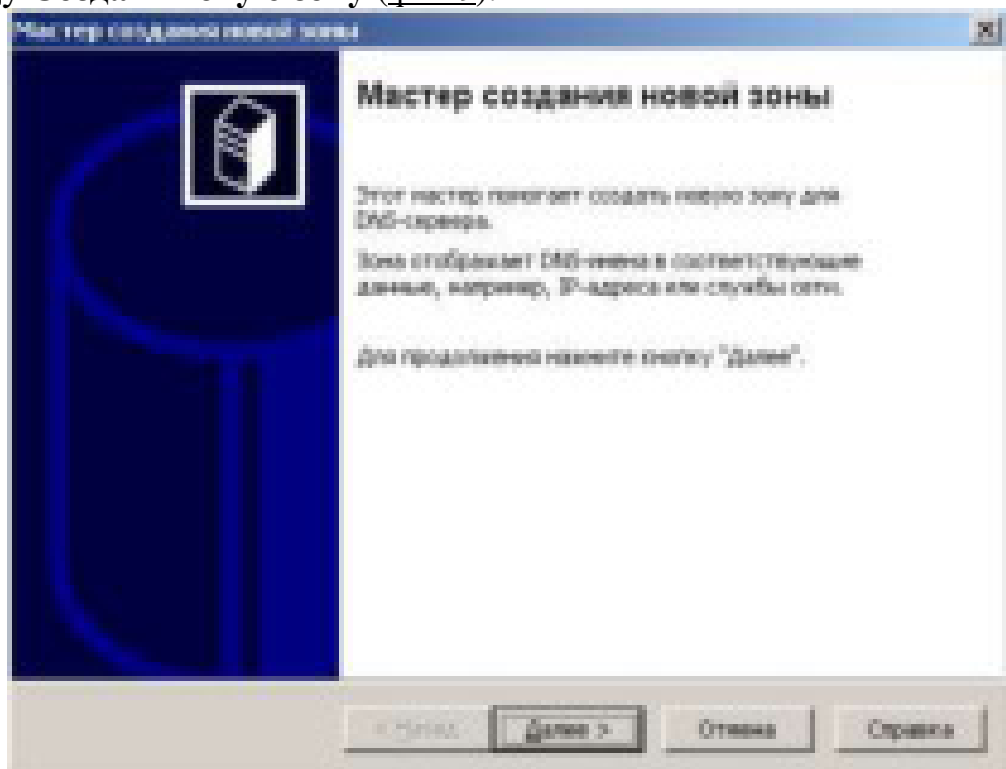 Мастер создания новой зоны
Мастер создания новой зоны
Этот мастер помогает создать новую зону для
DNS-сервера.
Зона отображает DNS-имена в соответствующие
данные, например, IP-адреса или службы сети.
Для продолжения нажмите кнопку "Далее".
< Назад
Далее >
Отмена
Справка